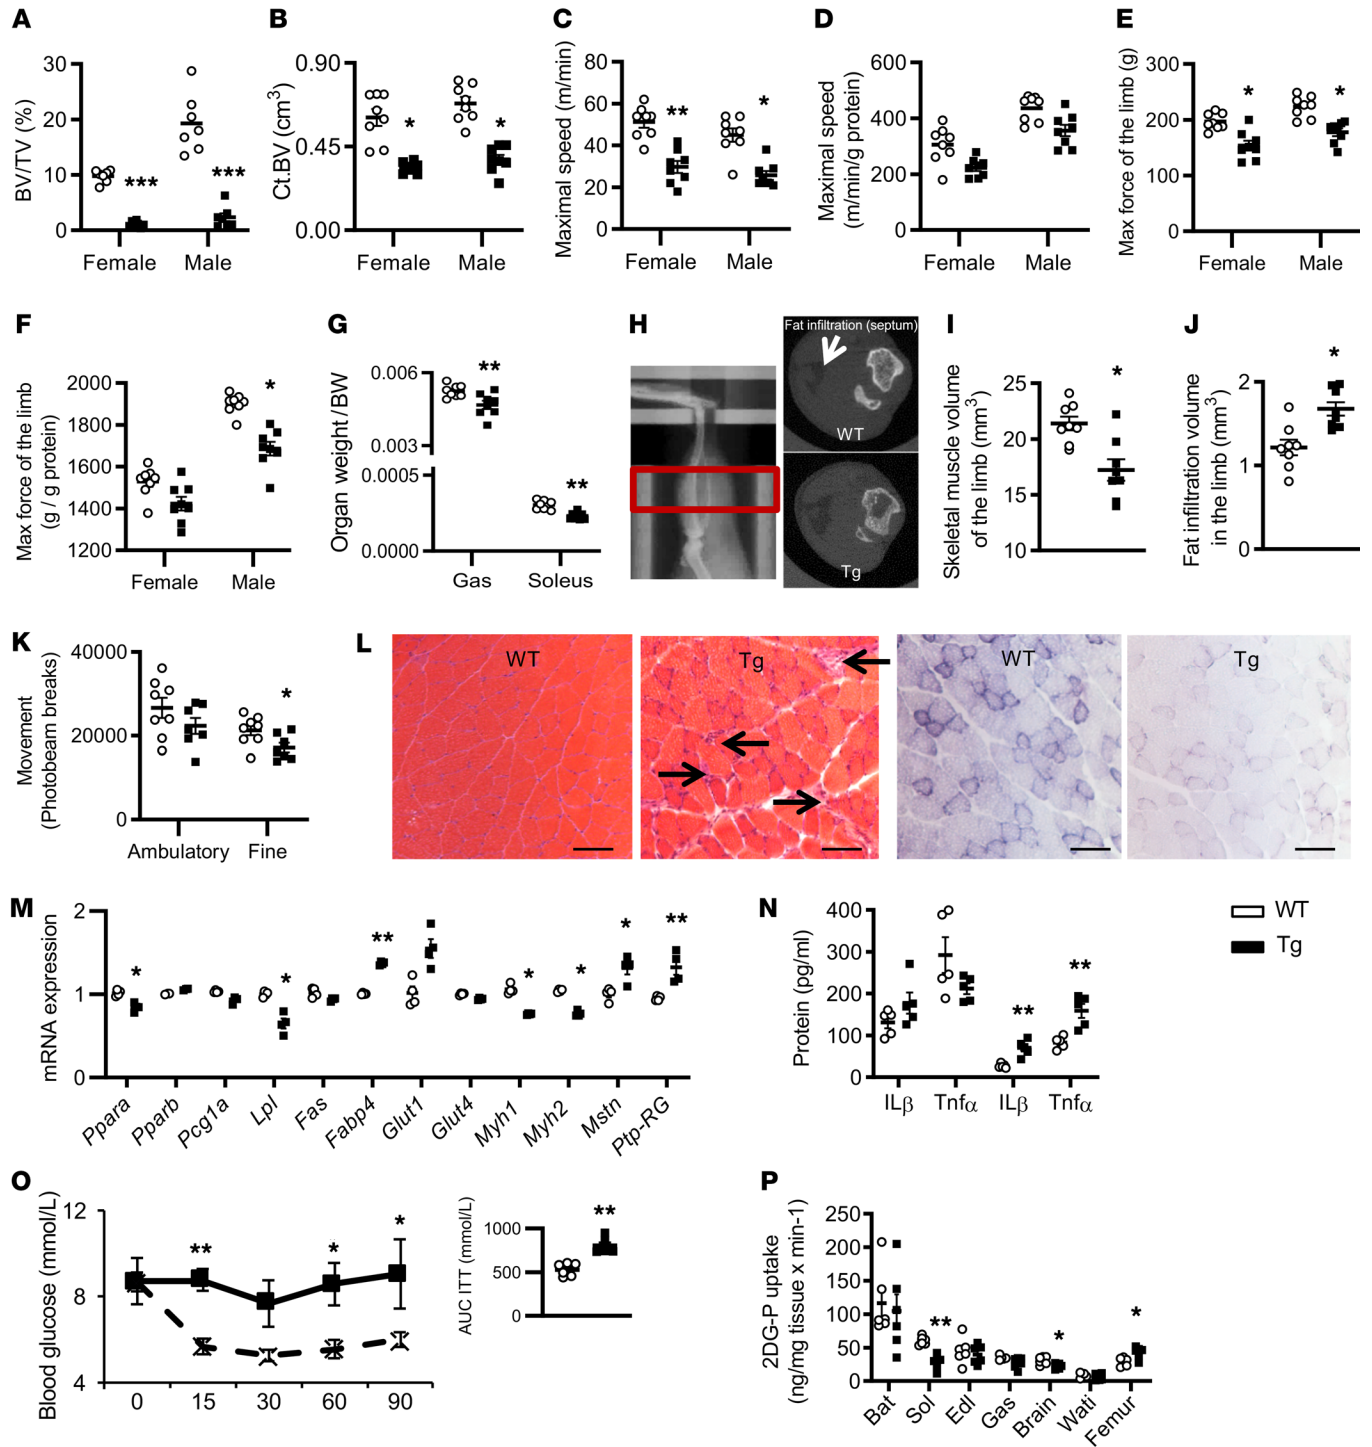 A
BV/TV (%)
30
20
10
0
***
***
Female Male
B
Ct.BV (cm3)
0.90
0.45
0.00
*
*
Female Male
C
Maximal speed (m/min)
80
60
40
20
0
**
*
Female Male
D
Maximal speed
(m/min/g protein)
600
400
200
0
Female Male
E
Max force of the limb (g)
300
200
100
0
*
*
Female Male
F
Max force of the limb
(g / g protein)
2000
1800
1600
1400
1200
*
Female Male
G
Organ weight/BW
0.006
0.003
0.0005
0.0000
**
**
Gas Soleus
H
Fat infiltration (septum)
WT
Tg
I
Skeletal muscle volume
of the limb (mm3)
25
20
15
10
*
J
Fat infiltration volume
in the limb (mm3)
2
1
0
*
K
Movement
(Photobeam breaks)
40000
20000
0
*
Ambulatory Fine
L
WT
Tg
WT
Tg
M
mRNA expression
2
1
0
*
*
**
*
*
*
**
Ppara Pparb Pcg1a Lpl Fas Fabp4 Glut1 Glut4 Myh1 Myh2 Mstn Ptp-RG
N
Protein (pg/ml)
400
300
200
100
0
**
**
ILβ Tnfα ILβ Tnfα
WT
Tg
O
Blood glucose (mmol/L)
12
8
4
**
*
*
0 15 30 60 90
AUC ITT (mmol/L)
1000
500
0
**
P
2DG-P uptake
(ng/mg tissue x min-1)
250
200
150
100
50
0
**
*
*
Bat Sol Edl Gas Brain Wati Femur